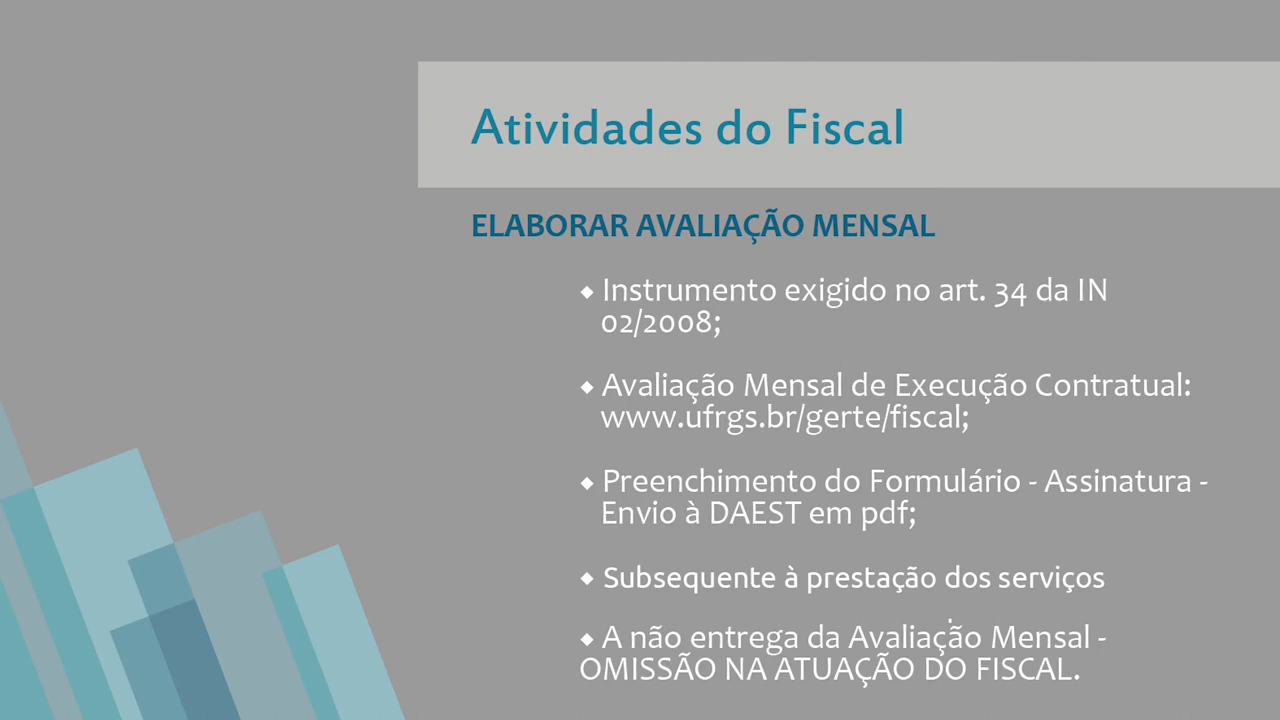 Atividades do Fiscal
ELABORAR AVALIAÇÃO MENSAL
◆ Instrumento exigido no art. 34 da IN
02/2008;
◆ Avaliação Mensal de Execução Contratual:
www.ufrgs.br/gerte/fiscal;
◆ Preenchimento do Formulário - Assinatura -
Envio à DAEST em pdf;
◆ Subsequente à prestação dos serviços
.
◆ A não entrega da Avaliação Mensal -
OMISSÃO NA ATUAÇÃO DO FISCAL.